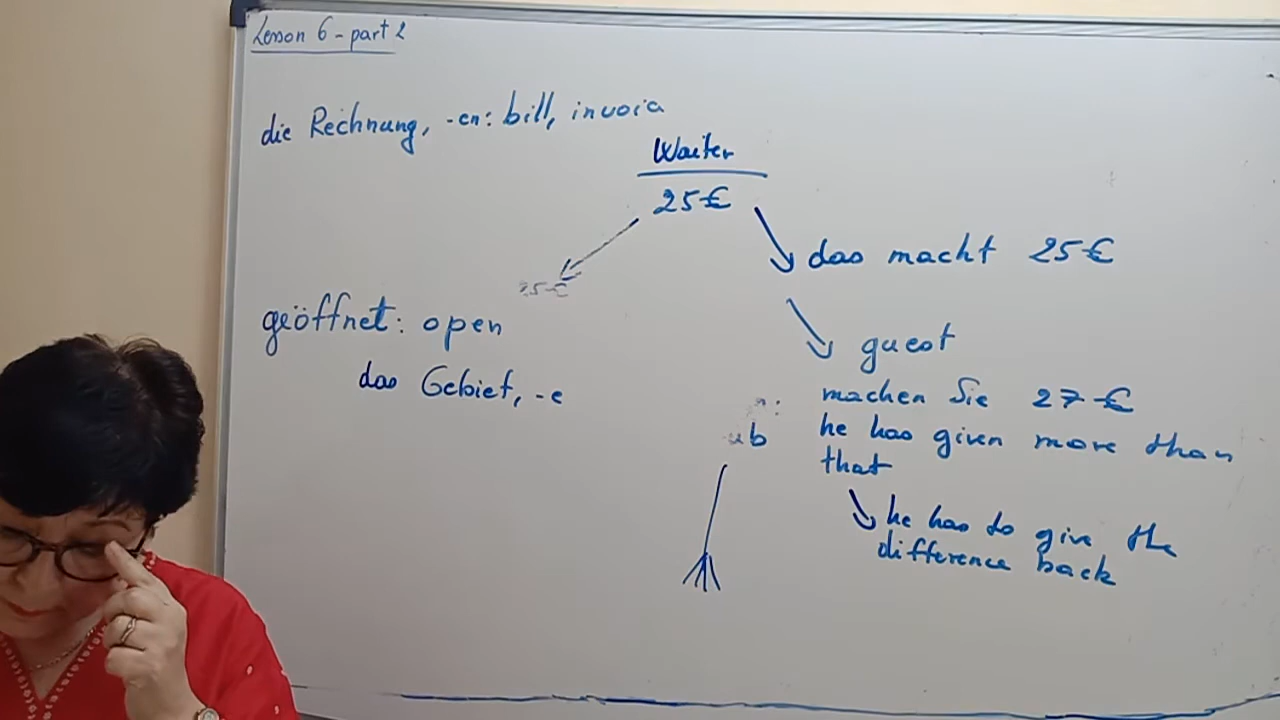 Lesson 6 - part 2
die Rechnung, -en: bill, invoice
Waiter
25€
das macht 25€
25€
geöffnet: open
guest
das Gebiet, -e
machen Sie 27€
he has given more than
that
he has to give the
difference back